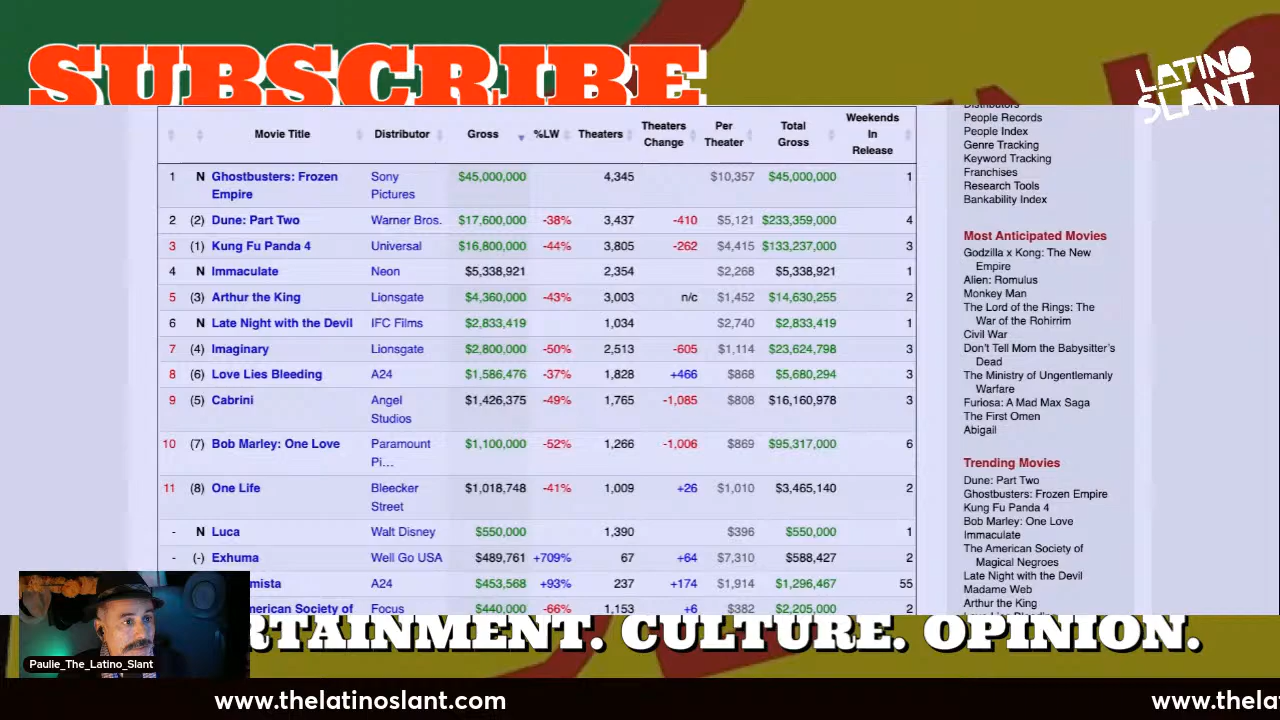 SUBSCRIBE
LATINO
SLANT
Movie Title Distributor Gross %LW Theaters Theaters Change Per Theater Total Gross Weekends In Release
1 N Ghostbusters: Frozen Empire Sony Pictures $45,000,000 4,345 $10,357 $45,000,000 1
2 (2) Dune: Part Two Warner Bros. $17,600,000 -38% 3,437 -410 $5,121 $233,359,000 4
3 (1) Kung Fu Panda 4 Universal $16,800,000 -44% 3,805 -262 $4,415 $133,237,000 3
4 N Immaculate Neon $5,338,921 2,354 $2,268 $5,338,921 1
5 (3) Arthur the King Lionsgate $4,360,000 -43% 3,003 n/c $1,452 $14,630,255 2
6 N Late Night with the Devil IFC Films $2,833,419 1,034 $2,740 $2,833,419 1
7 (4) Imaginary Lionsgate $2,800,000 -50% 2,513 -605 $1,114 $23,624,798 3
8 (6) Love Lies Bleeding A24 $1,586,476 -37% 1,828 +466 $868 $5,680,294 3
9 (5) Cabrini Angel Studios $1,426,375 -49% 1,765 -1,085 $808 $16,160,978 3
10 (7) Bob Marley: One Love Paramount Pi... $1,100,000 -52% 1,266 -1,006 $869 $95,317,000 6
11 (8) One Life Bleecker Street $1,018,748 -41% 1,009 +26 $1,010 $3,465,140 2
- N Luca Walt Disney $550,000 1,390 $396 $550,000 1
- (-) Exhuma Well Go USA $489,761 +709% 67 +64 $7,310 $588,427 2
mista A24 $453,568 +93% 237 +174 $1,914 $1,296,467 55
merican Society of Focus $440,000 -66% 1,153 +6 $382 $2,205,000 2
Distributors
People Records
People Index
Genre Tracking
Keyword Tracking
Franchises
Research Tools
Bankability Index
Most Anticipated Movies
Godzilla x Kong: The New
Empire
Alien: Romulus
Monkey Man
The Lord of the Rings: The
War of the Rohirrim
Civil War
Don't Tell Mom the Babysitter's
Dead
The Ministry of Ungentlemanly
Warfare
Furiosa: A Mad Max Saga
The First Omen
Abigail
Trending Movies
Dune: Part Two
Ghostbusters: Frozen Empire
Kung Fu Panda 4
Bob Marley: One Love
Immaculate
The American Society of
Magical Negroes
Late Night with the Devil
Madame Web
Arthur the King
Paulie_The_Latino_Slant
RTAINMENT. CULTURE. OPINION.
www.thelatinoslant.com www.thela